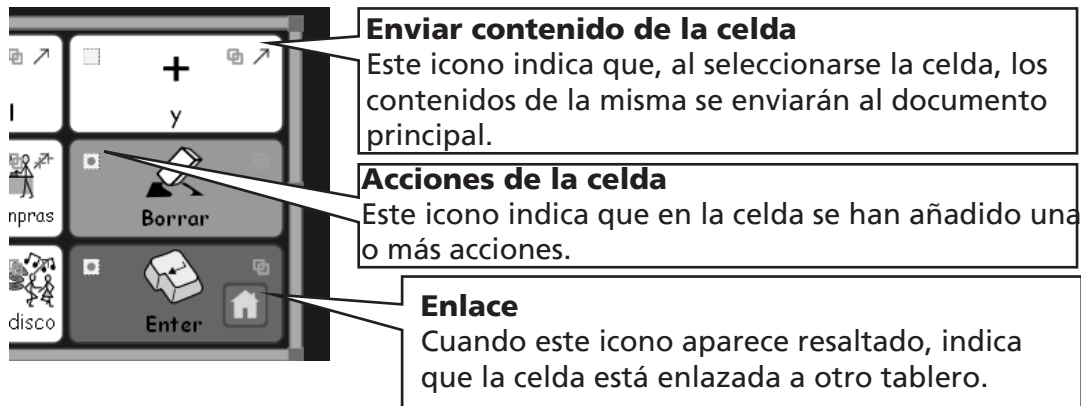 Enviar contenido de la celda
Este icono indica que, al seleccionarse la celda, los
contenidos de la misma se enviarán al documento
principal.
+
y
Acciones de la celda
Este icono indica que en la celda se han añadido una
o más acciones.
npras
Borrar
Enlace
Cuando este icono aparece resaltado, indica
que la celda está enlazada a otro tablero.
disco
Enter